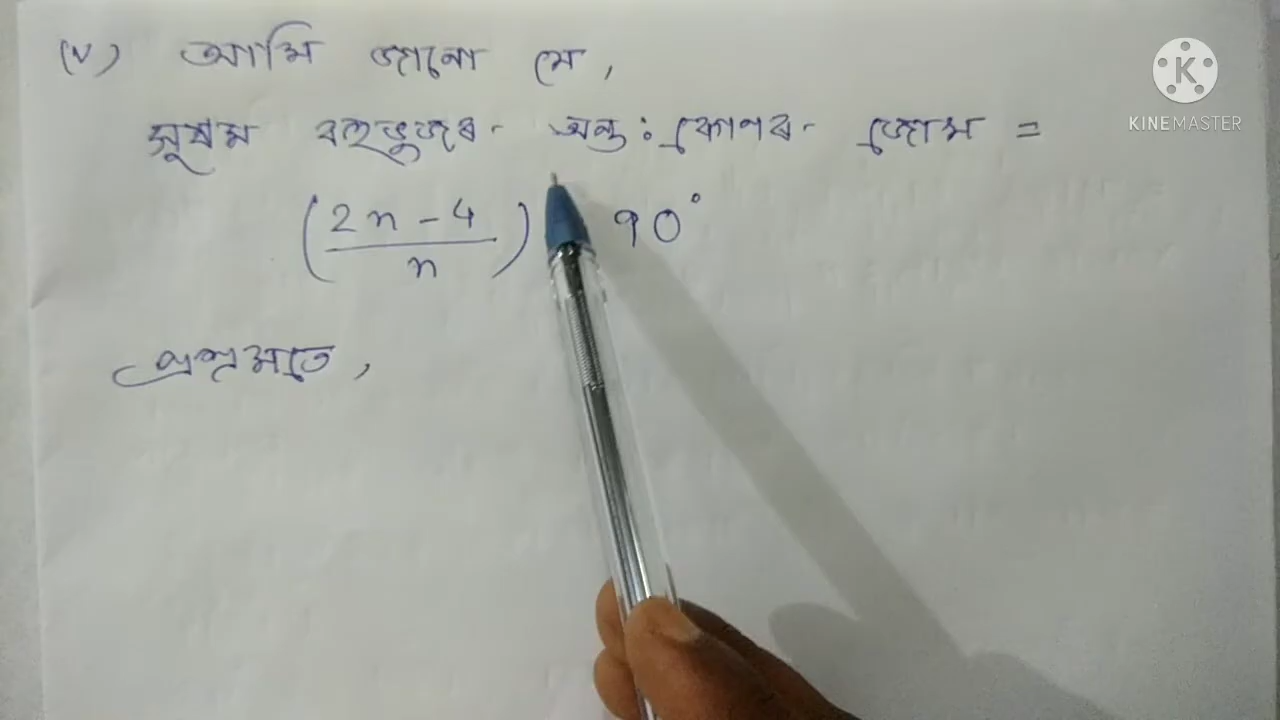 (v) আমি জানো যে,
সুষম বহুভুজৰ অন্তঃকোণৰ জোখ =
(2n-4/n) 90°
প্ৰশ্নমতে,
KINEMASTER